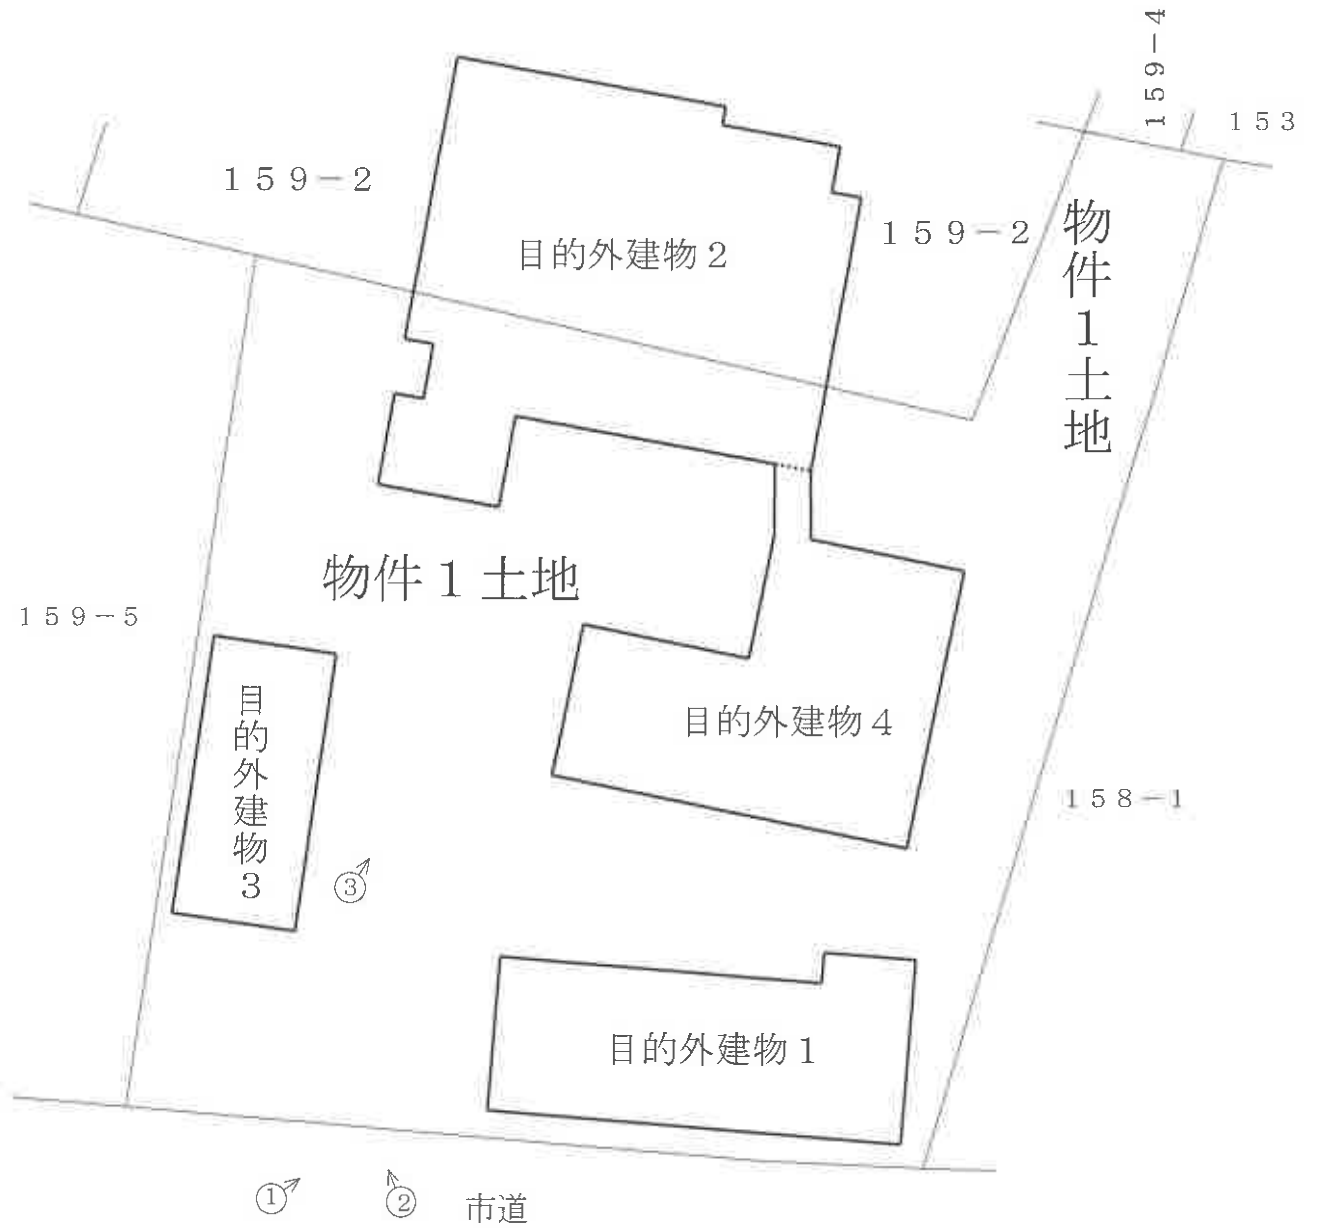 １５９－４
１５３
１５９－２
１５９－２
物件１土地
目的外建物２
物件１土地
１５９－５
目的外建物３
目的外建物４
１５８－１
③
目的外建物１
①
②
市道